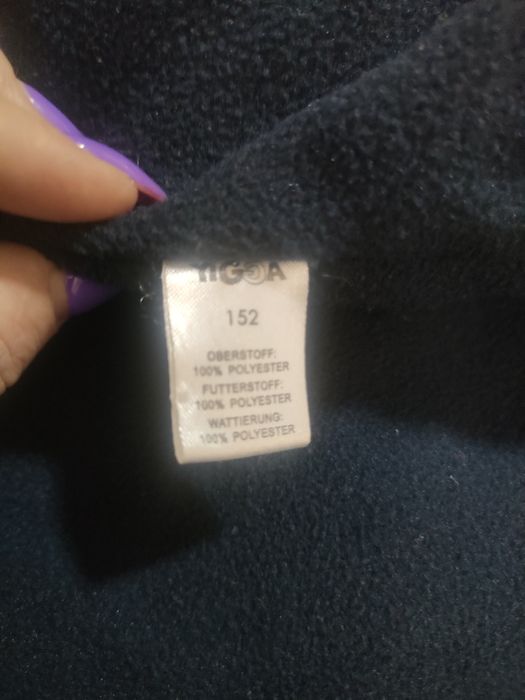 152
OBERSTOFF:
100% POLYESTER
FUTTERSTOFF:
100% POLYESTER
WATTIERUNG:
100% POLYESTER